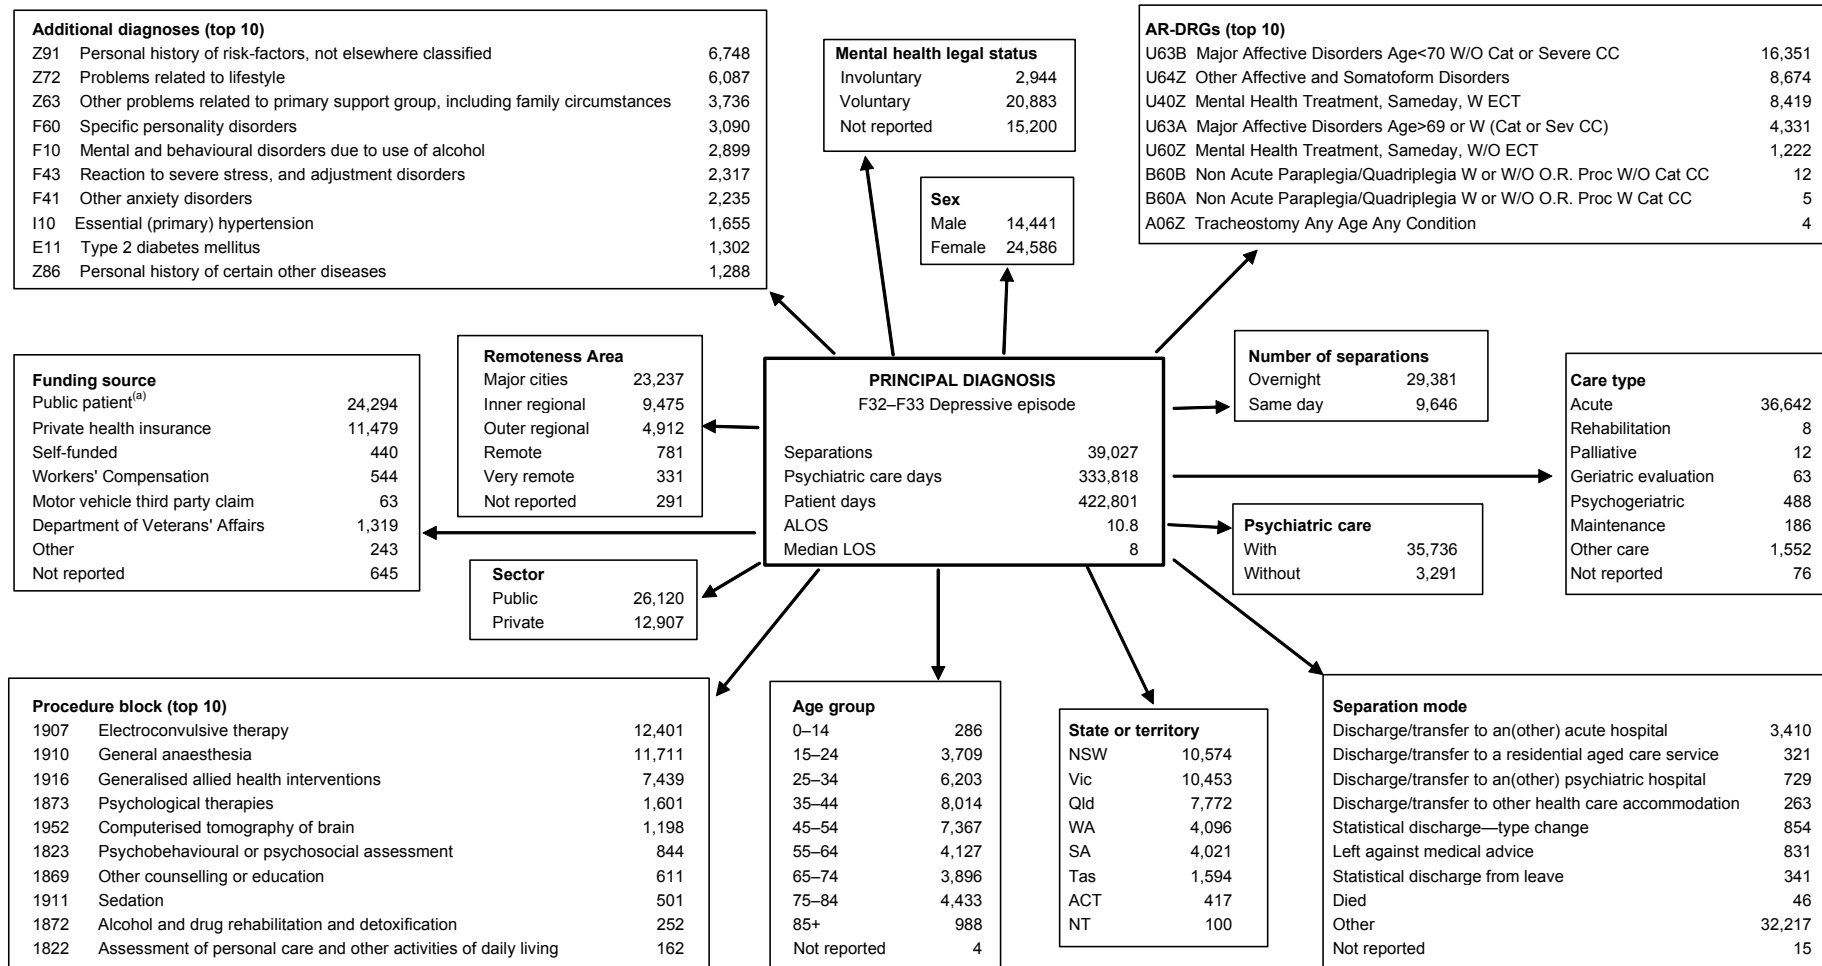 Additional diagnoses (top 10)
Z91 Personal history of risk-factors, not elsewhere classified 6,748
Z72 Problems related to lifestyle 6,087
Z63 Other problems related to primary support group, including family circumstances 3,736
F60 Specific personality disorders 3,090
F10 Mental and behavioural disorders due to use of alcohol 2,899
F43 Reaction to severe stress, and adjustment disorders 2,317
F41 Other anxiety disorders 2,235
I10 Essential (primary) hypertension 1,655
E11 Type 2 diabetes mellitus 1,302
Z86 Personal history of certain other diseases 1,288
Mental health legal status
Involuntary 2,944
Voluntary 20,883
Not reported 15,200
Sex
Male 14,441
Female 24,586
AR-DRGs (top 10)
U63B Major Affective Disorders Age<70 W/O Cat or Severe CC 16,351
U64Z Other Affective and Somatoform Disorders 8,674
U40Z Mental Health Treatment, Sameday, W ECT 8,419
U63A Major Affective Disorders Age>69 or W (Cat or Sev CC) 4,331
U60Z Mental Health Treatment, Sameday, W/O ECT 1,222
B60B Non Acute Paraplegia/Quadriplegia W or W/O O.R. Proc W/O Cat CC 12
B60A Non Acute Paraplegia/Quadriplegia W or W/O O.R. Proc W Cat CC 5
A06Z Tracheostomy Any Age Any Condition 4
Funding source
Public patient(a) 24,294
Private health insurance 11,479
Self-funded 440
Workers' Compensation 544
Motor vehicle third party claim 63
Department of Veterans' Affairs 1,319
Other 243
Not reported 645
Remoteness Area
Major cities 23,237
Inner regional 9,475
Outer regional 4,912
Remote 781
Very remote 331
Not reported 291
PRINCIPAL DIAGNOSIS
F32–F33 Depressive episode
Separations 39,027
Psychiatric care days 333,818
Patient days 422,801
ALOS 10.8
Median LOS 8
Number of separations
Overnight 29,381
Same day 9,646
Care type
Acute 36,642
Rehabilitation 8
Palliative 12
Geriatric evaluation 63
Psychogeriatric 488
Maintenance 186
Other care 1,552
Not reported 76
Psychiatric care
With 35,736
Without 3,291
Sector
Public 26,120
Private 12,907
Procedure block (top 10)
1907 Electroconvulsive therapy 12,401
1910 General anaesthesia 11,711
1916 Generalised allied health interventions 7,439
1873 Psychological therapies 1,601
1952 Computerised tomography of brain 1,198
1823 Psychobehavioural or psychosocial assessment 844
1869 Other counselling or education 611
1911 Sedation 501
1872 Alcohol and drug rehabilitation and detoxification 252
1822 Assessment of personal care and other activities of daily living 162
Age group
0–14 286
15–24 3,709
25–34 6,203
35–44 8,014
45–54 7,367
55–64 4,127
65–74 3,896
75–84 4,433
85+ 988
Not reported 4
State or territory
NSW 10,574
Vic 10,453
Qld 7,772
WA 4,096
SA 4,021
Tas 1,594
ACT 417
NT 100
Separation mode
Discharge/transfer to an(other) acute hospital 3,410
Discharge/transfer to a residential aged care service 321
Discharge/transfer to an(other) psychiatric hospital 729
Discharge/transfer to other health care accommodation 263
Statistical discharge—type change 854
Left against medical advice 831
Statistical discharge from leave 341
Died 46
Other 32,217
Not reported 15